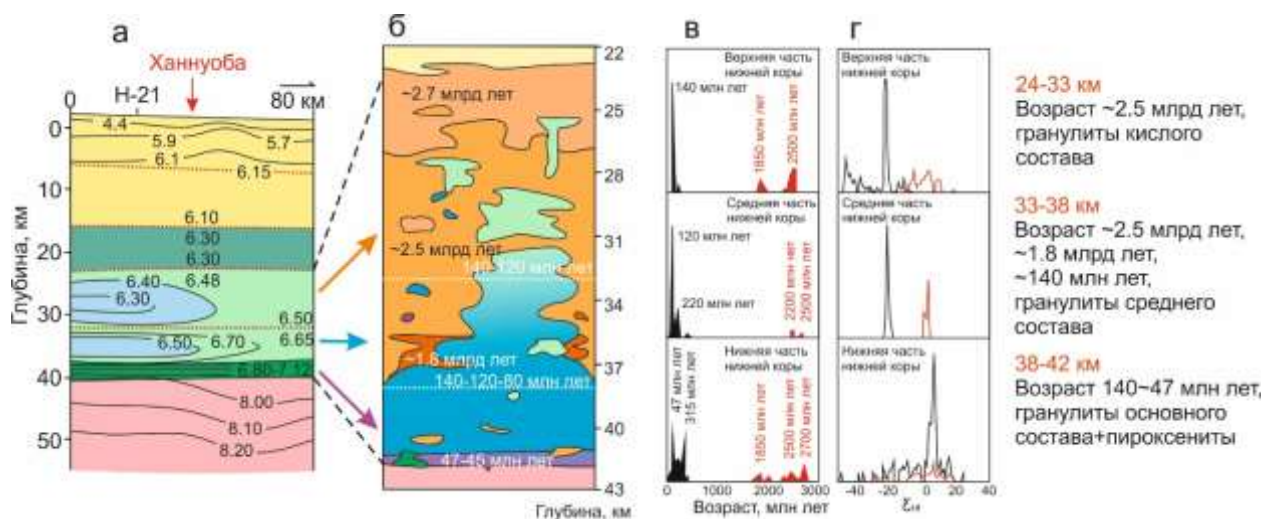 а
Ханнуоба
0
Н-21
80 км
4.4
5.9
5.7
6.1
6.15
6.10
6.30
6.30
6.40
6.48
6.30
6.50
6.50
6.70
6.65
6.80-7.12
8.00
8.10
8.20
0
10
20
30
40
50
Глубина, км
б
~2.7 млрд лет
~2.5 млрд лет
140-120 млн лет
~1.8 млрд лет
140-120-80 млн лет
47-45 млн лет
22
25
28
31
34
37
40
43
Глубина, км
в
Верхняя часть
нижней коры
140 млн лет
1850 млн лет
2500 млн лет
Средняя часть
нижней коры
120 млн лет
220 млн лет
2200 млн лет
2500 млн лет
Нижняя часть
нижней коры
47 млн лет
315 млн лет
1850 млн лет
2500 млн лет
2700 млн лет
0
1000
2000
3000
Возраст, млн лет
г
Верхняя часть
нижней коры
Средняя часть
нижней коры
Нижняя часть
нижней коры
-40
-20
0
20
40
24-33 км
Возраст ~2.5 млрд лет,
гранулиты кислого
состава
33-38 км
Возраст ~2.5 млрд лет,
~1.8 млрд лет,
~140 млн лет,
гранулиты среднего
состава
38-42 км
Возраст 140~47 млн лет,
гранулиты основного
состава+пироксениты